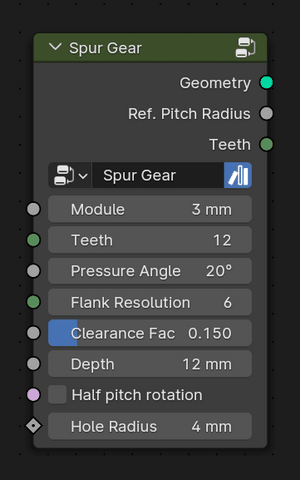 Spur Gear
Geometry
Ref. Pitch Radius
Teeth
Spur Gear
Module 3 mm
Teeth 12
Pressure Angle 20°
Flank Resolution 6
Clearance Fac 0.150
Depth 12 mm
Half pitch rotation
Hole Radius 4 mm